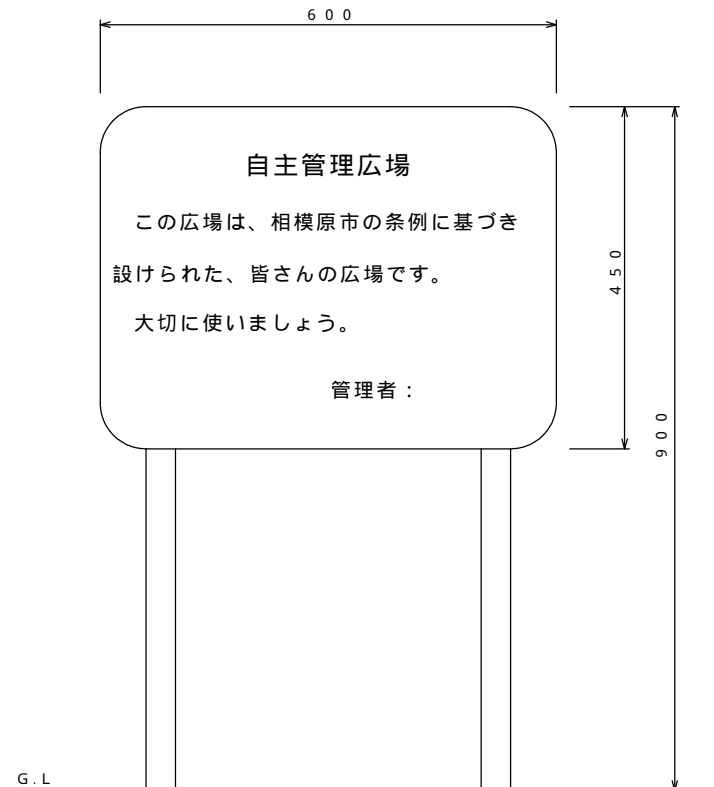 600
自主管理広場
この広場は、相模原市の条例に基づき
設けられた、皆さんの広場です。
大切に使いましょう。
管理者：
450
900
G.L